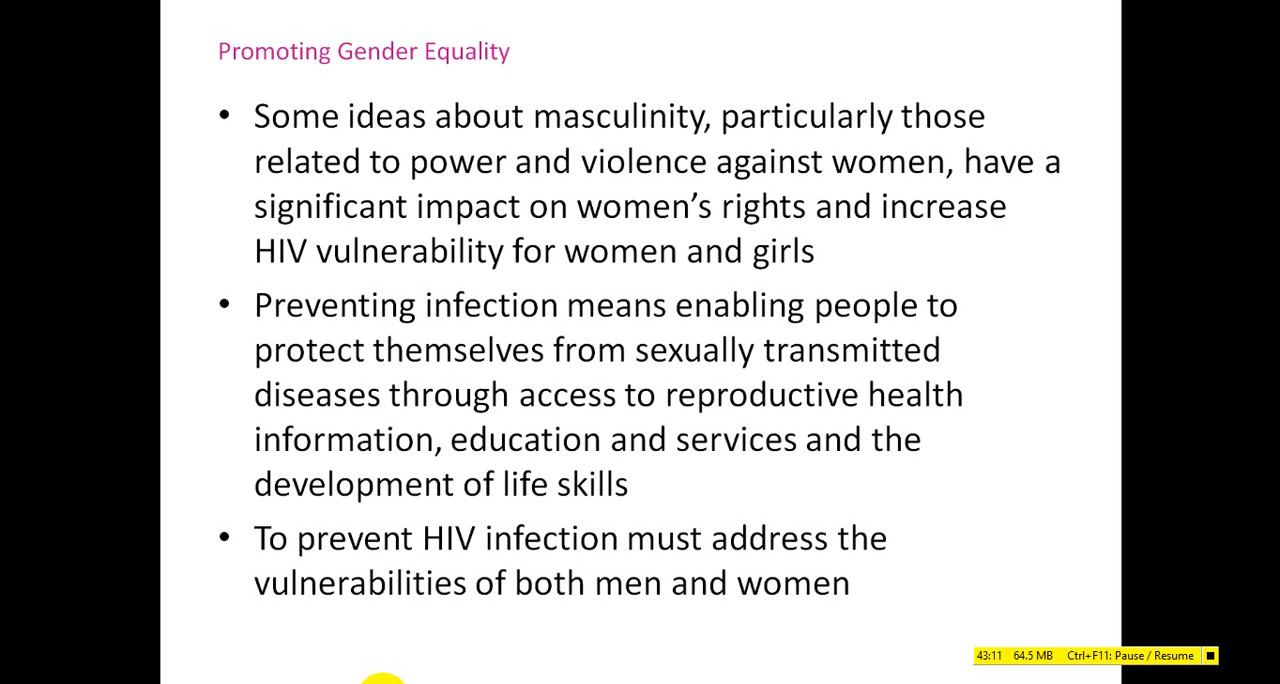 Promoting Gender Equality
• Some ideas about masculinity, particularly those
related to power and violence against women, have a
significant impact on women’s rights and increase
HIV vulnerability for women and girls
• Preventing infection means enabling people to
protect themselves from sexually transmitted
diseases through access to reproductive health
information, education and services and the
development of life skills
• To prevent HIV infection must address the
vulnerabilities of both men and women
43:11 64.5 MB Ctrl+F11: Pause / Resume